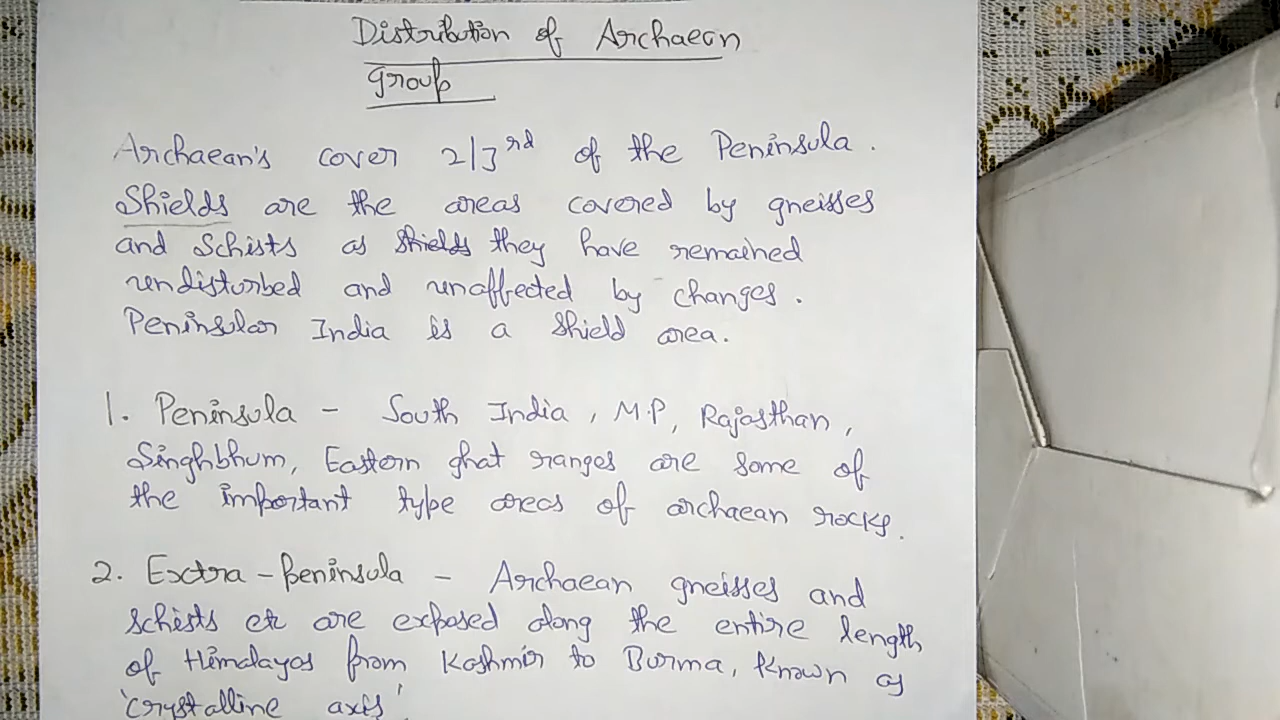 Distribution of Archaean
group
Archaean's cover 2/3rd of the Peninsula.
Shields are the areas covered by gneisses
and Schists as shields they have remained
undisturbed and unaffected by changes.
Peninsular India is a shield area.
1. Peninsula - South India, M.P, Rajasthan,
Singhbhum, Eastern ghat ranges are some of
the important type areas of archaean rocks.
2. Extra-peninsula - Archaean gneisses and
schists etc are exposed along the entire length
of Himalayas from Kashmir to Burma, known as
'crystalline axis'